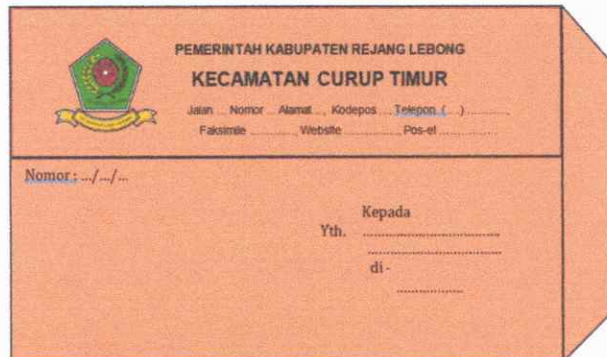 PEMERINTAH KABUPATEN REJANG LEBONG
KECAMATAN CURUP TIMUR
Jalan ... Nomor ... Alamat..., Kodepos ... Telepon (....) ..............
Faksimile ............, Website ............ Pos-el ................
Nomor : .../.../...
Kepada
Yth. ................................
................................
di -
................